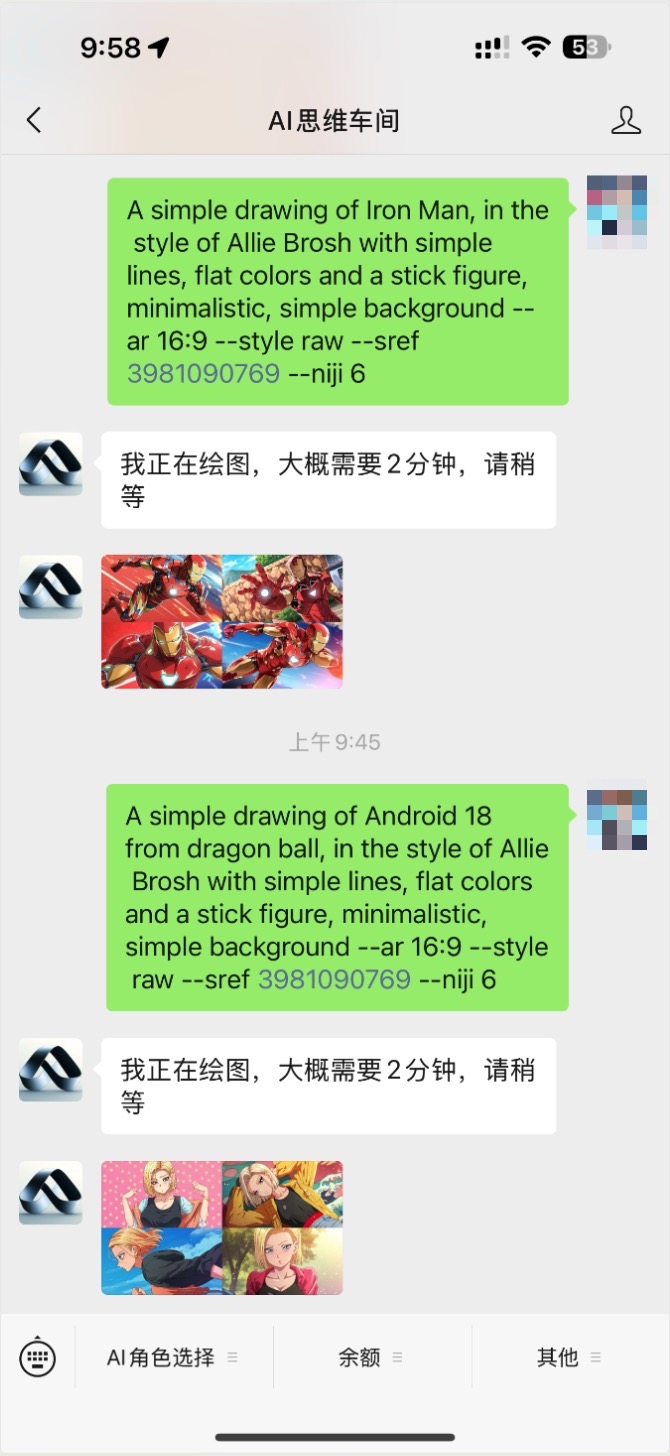 9:58
53
AI思维车间
A simple drawing of Iron Man, in the
style of Allie Brosh with simple
lines, flat colors and a stick figure,
minimalistic, simple background --
ar 16:9 --style raw --sref
3981090769 --niji 6
我正在绘图，大概需要2分钟，请稍
等
上午9:45
A simple drawing of Android 18
from dragon ball, in the style of Allie
Brosh with simple lines, flat colors
and a stick figure, minimalistic,
simple background --ar 16:9 --style
raw --sref 3981090769 --niji 6
我正在绘图，大概需要2分钟，请稍
等
AI角色选择
余额
其他